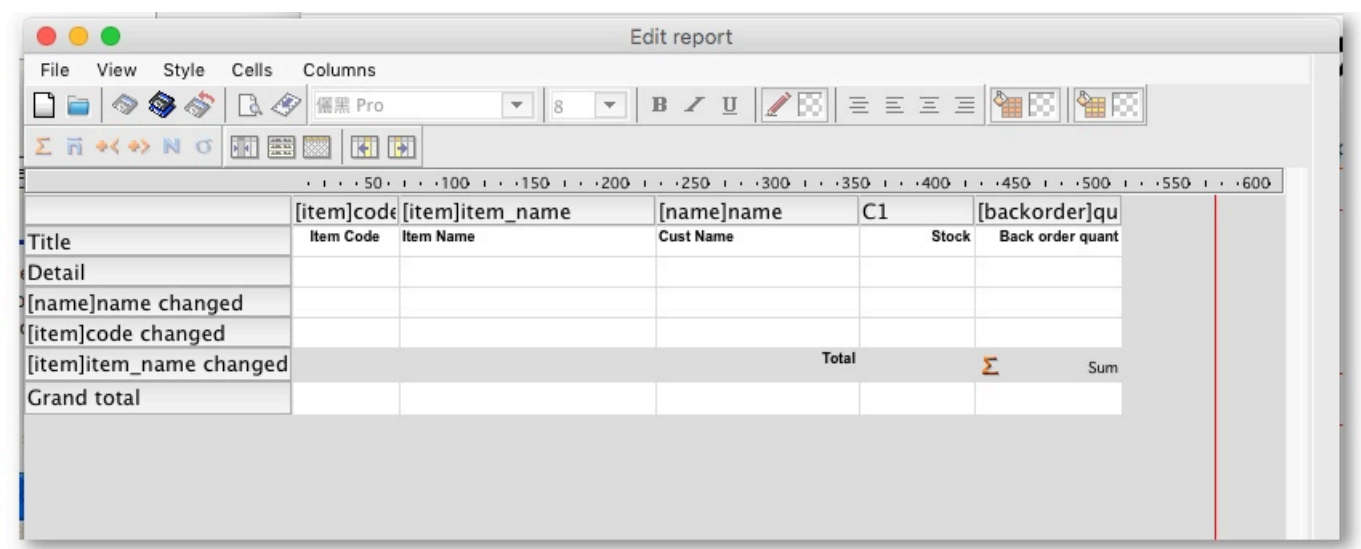 Edit report
File View Style Cells Columns
儷黑 Pro 8 B I U
Σ n N σ
50 100 150 200 250 300 350 400 450 500 550 600
[item]code [item]item_name [name]name C1 [backorder]qu
Title Item Code Item Name Cust Name Stock Back order quant
Detail
[name]name changed
[item]code changed
[item]item_name changed Total Σ Sum
Grand total